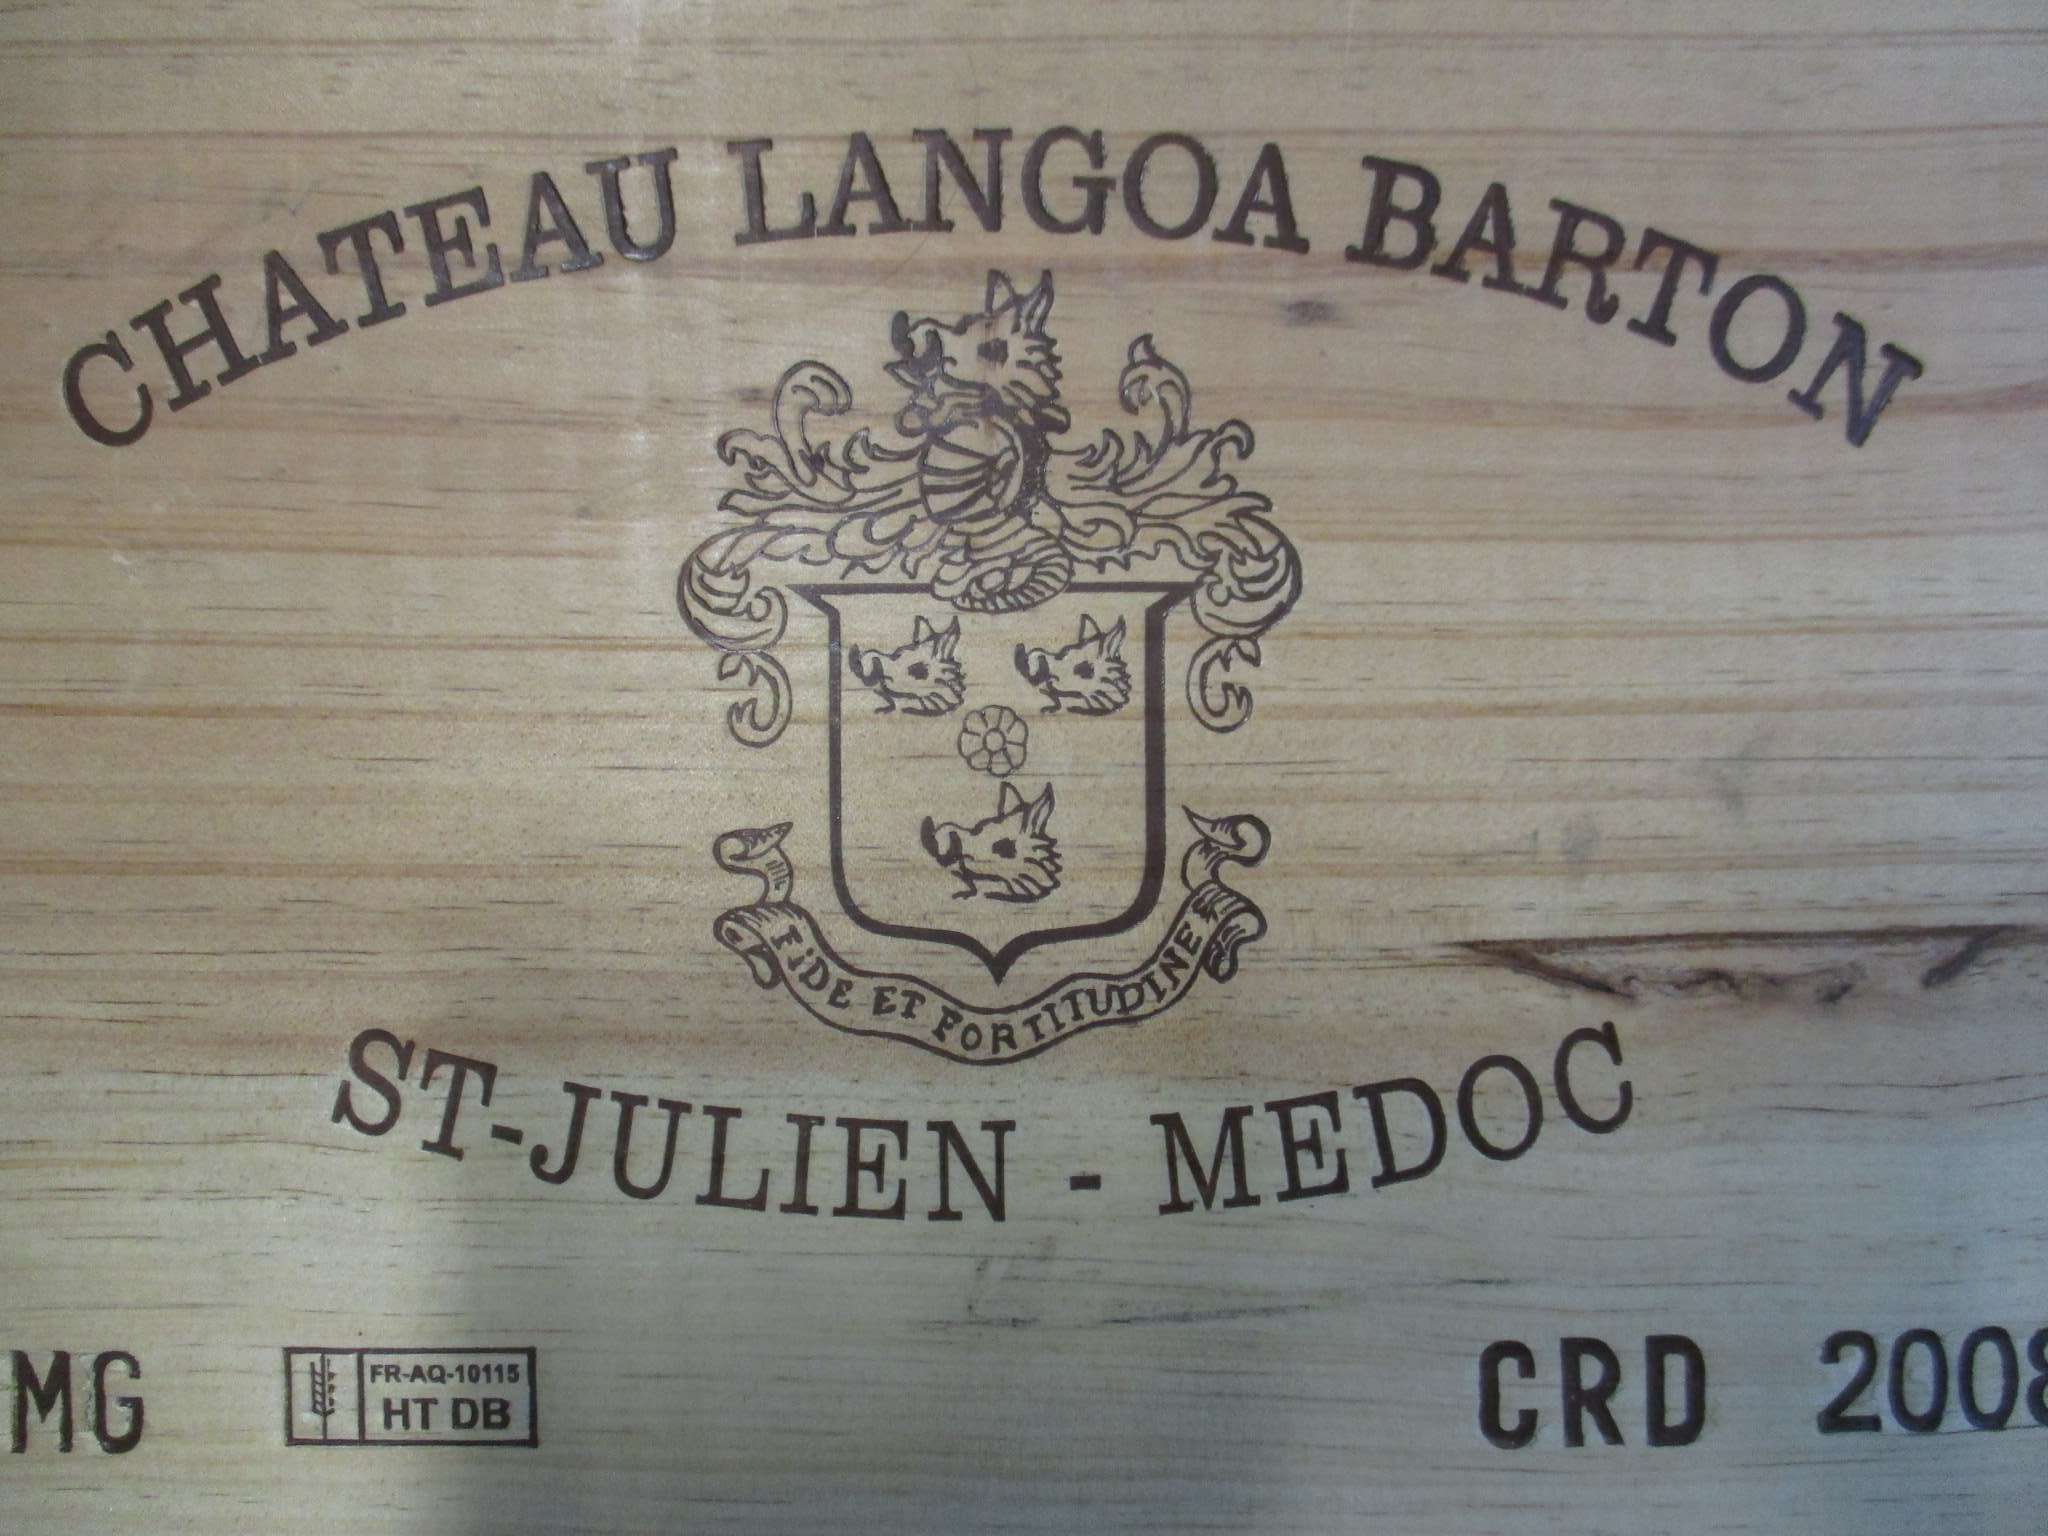 CHATEAU LANGOA BARTON
FIDE ET FORTITUDINE
ST-JULIEN - MEDOC
MG
FR-AQ-10115
HT DB
CRD 2008